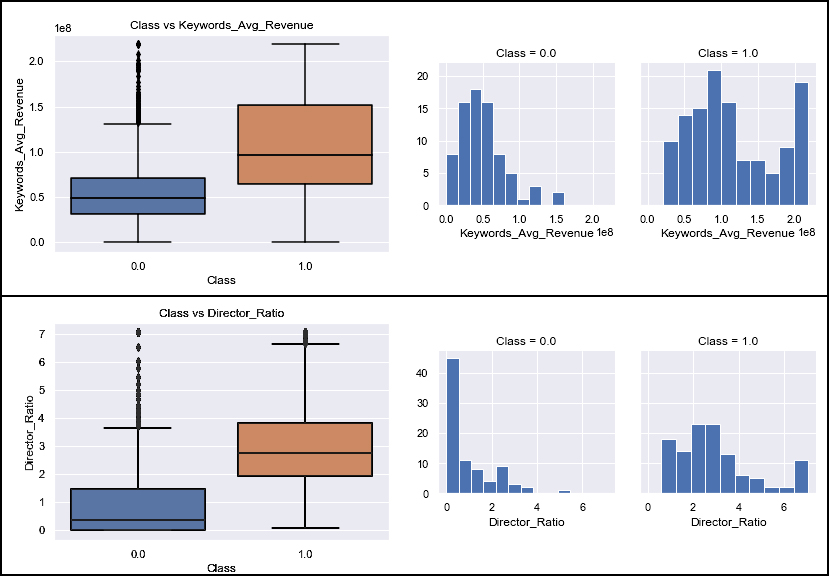 Class vs Keywords_Avg_Revenue
1e8
2.0
1.5
1.0
0.5
0.0
Keywords_Avg_Revenue
0.0 1.0
Class
Class = 0.0
20
15
10
5
0
0.0 0.5 1.0 1.5 2.0
Keywords_Avg_Revenue 1e8
Class = 1.0
0.0 0.5 1.0 1.5 2.0
Keywords_Avg_Revenue 1e8
Class vs Director_Ratio
7
6
5
4
3
2
1
0
Director_Ratio
0.0 1.0
Class
Class = 0.0
40
30
20
10
0
0 2 4 6
Director_Ratio
Class = 1.0
0 2 4 6
Director_Ratio